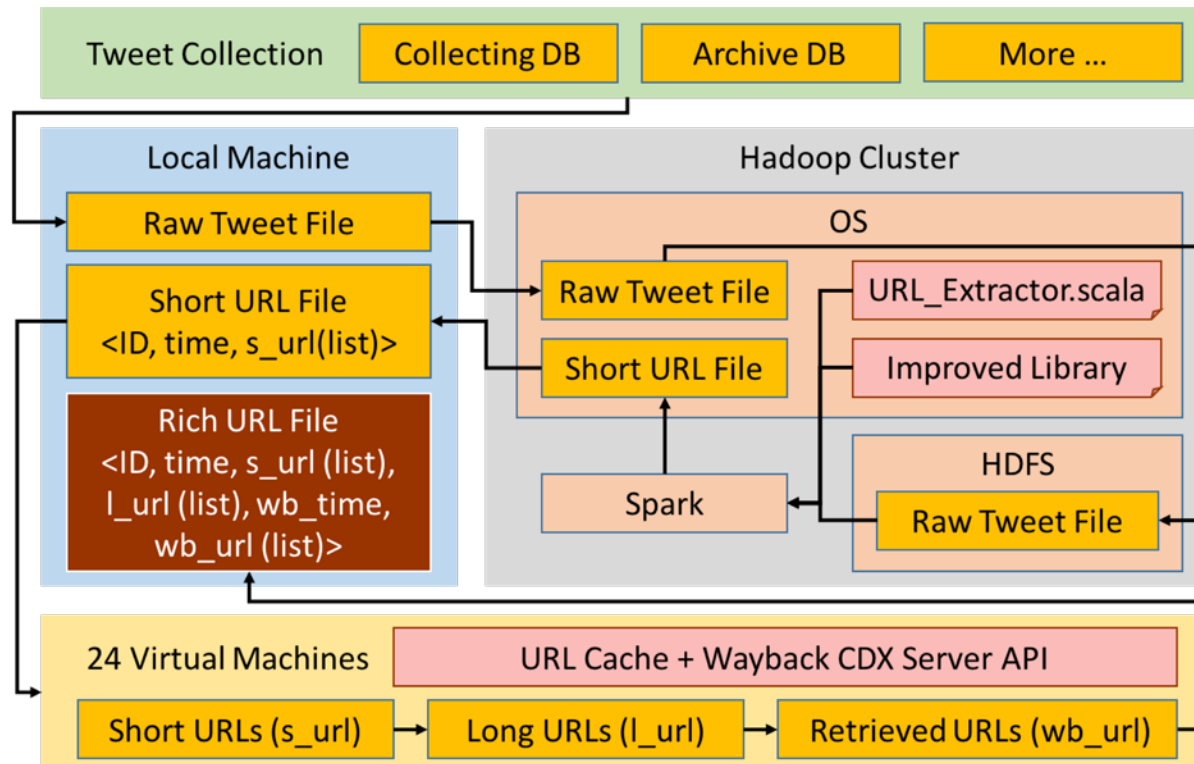 Tweet Collection
Collecting DB
Archive DB
More ...
Local Machine
Raw Tweet File
Short URL File
<ID, time, s_url(list)>
Rich URL File
<ID, time, s_url (list),
l_url (list), wb_time,
wb_url (list)>
Hadoop Cluster
OS
Raw Tweet File
URL_Extractor.scala
Short URL File
Improved Library
Spark
HDFS
Raw Tweet File
24 Virtual Machines
URL Cache + Wayback CDX Server API
Short URLs (s_url)
Long URLs (l_url)
Retrieved URLs (wb_url)